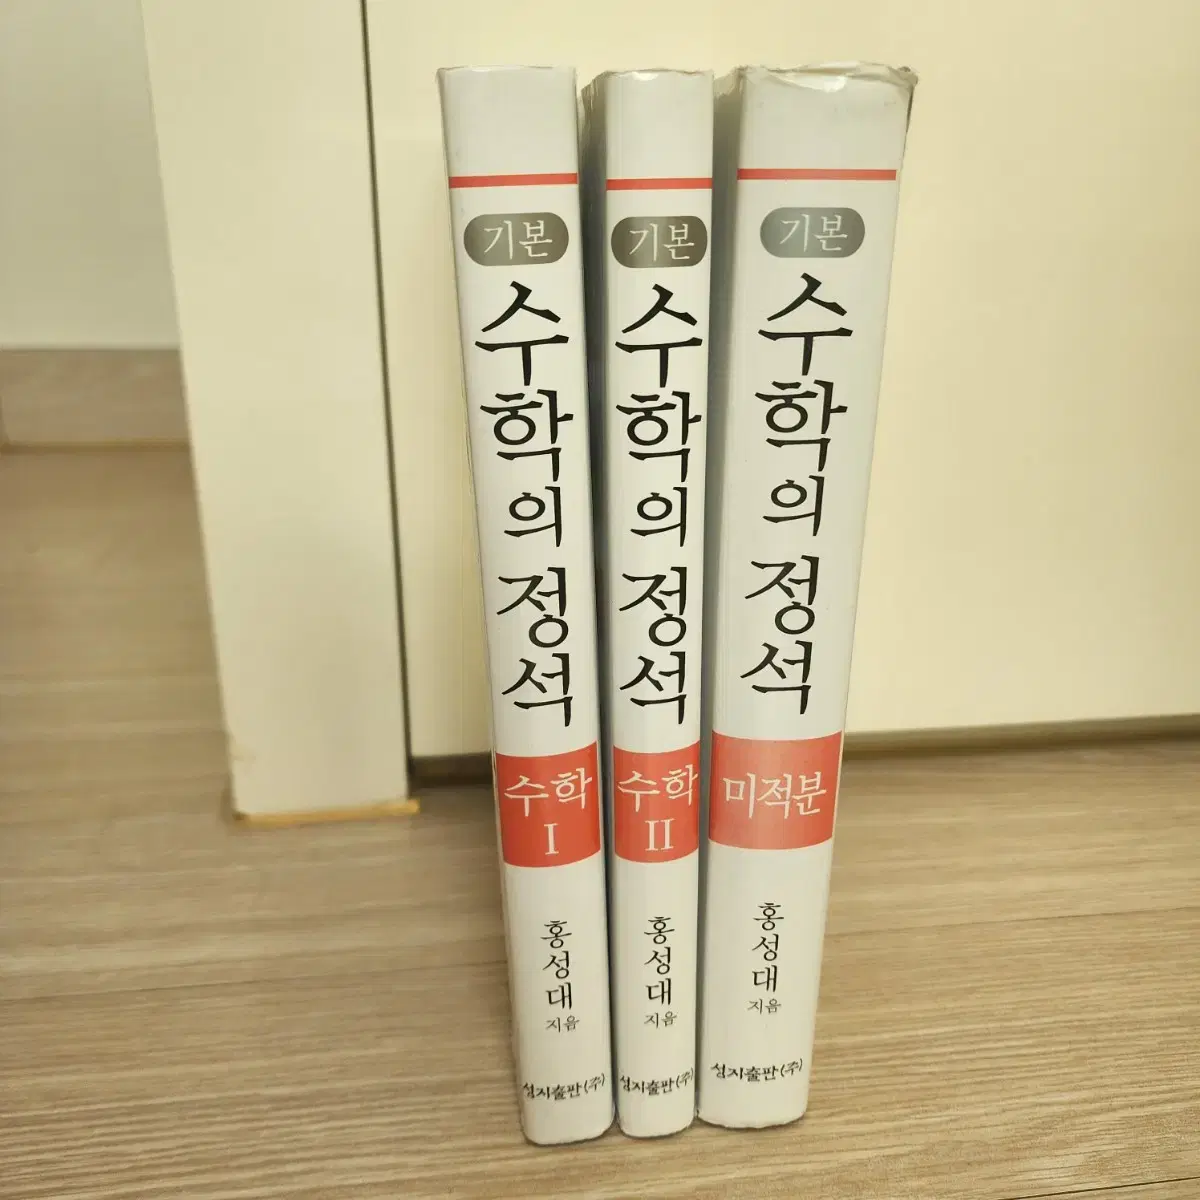 기본
수학의 정석
수학
I
홍성대
지음
성지출판(주)
기본
수학의 정석
수학
II
홍성대
지음
성지출판(주)
기본
수학의 정석
미적분
홍성대
지음
성지출판(주)